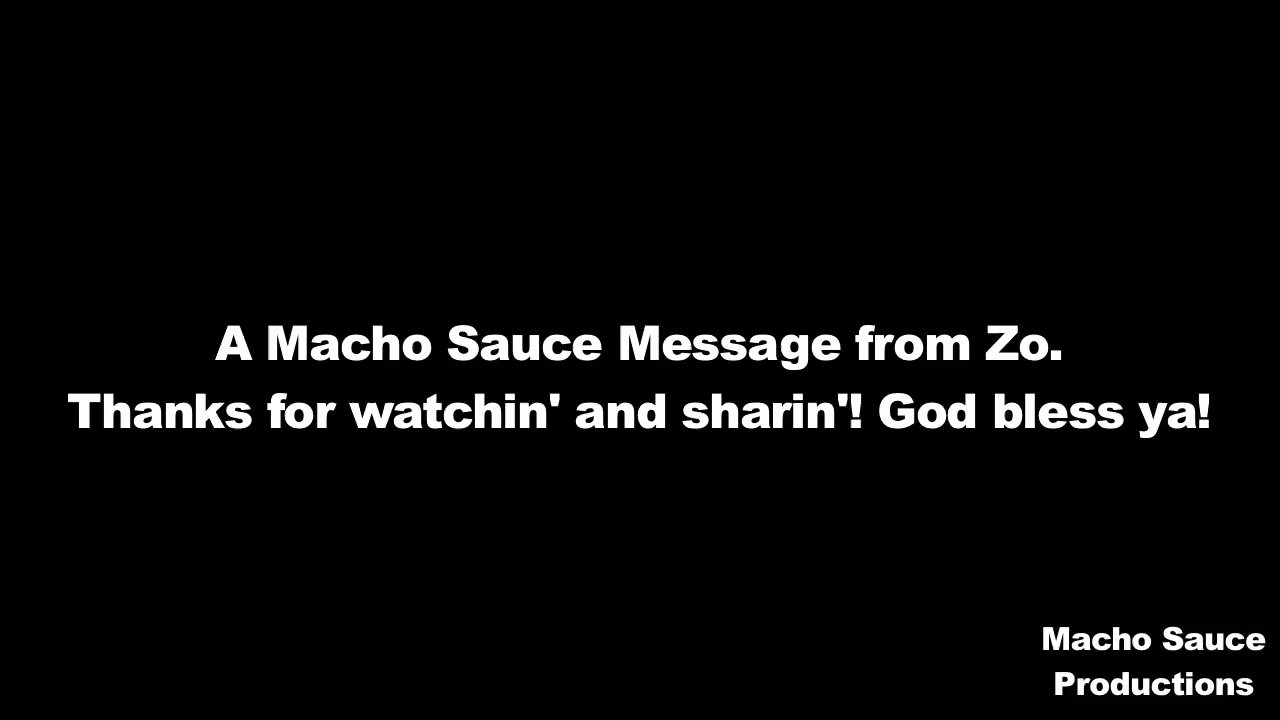 A Macho Sauce Message from Zo.
Thanks for watchin' and sharin'! God bless ya!
Macho Sauce
Productions